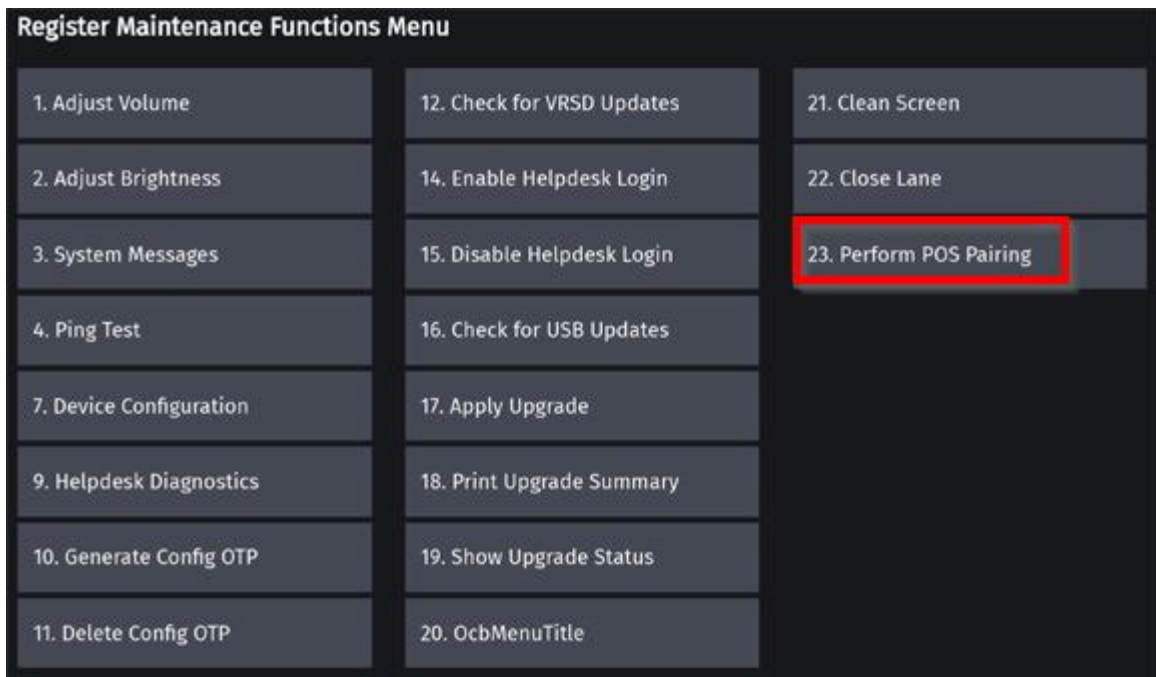 Register Maintenance Functions Menu
1. Adjust Volume
2. Adjust Brightness
3. System Messages
4. Ping Test
7. Device Configuration
9. Helpdesk Diagnostics
10. Generate Config OTP
11. Delete Config OTP
12. Check for VRSD Updates
14. Enable Helpdesk Login
15. Disable Helpdesk Login
16. Check for USB Updates
17. Apply Upgrade
18. Print Upgrade Summary
19. Show Upgrade Status
20. OcbMenuTitle
21. Clean Screen
22. Close Lane
23. Perform POS Pairing